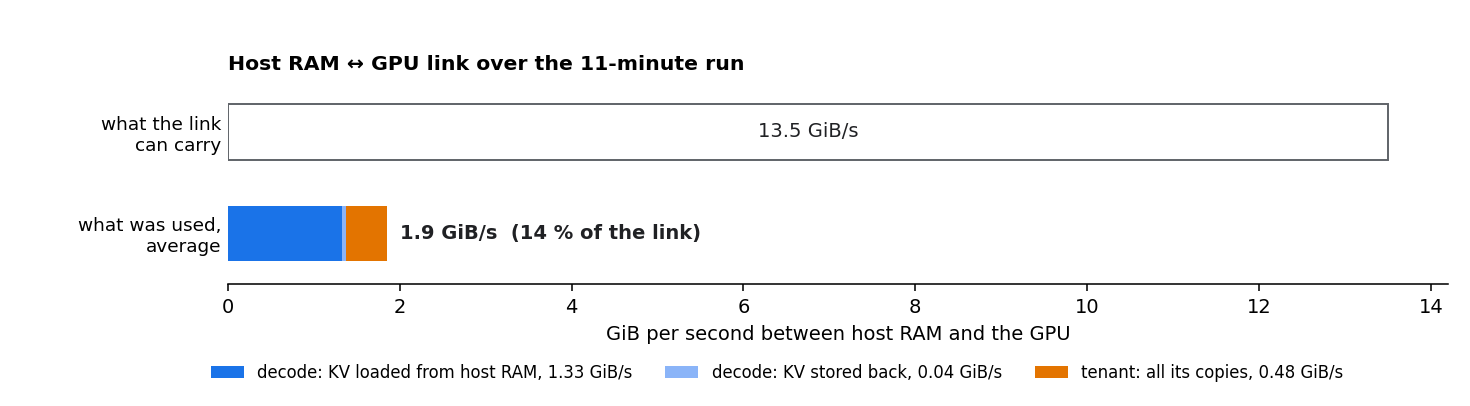 Host RAM ↔ GPU link over the 11-minute run
what the link
can carry
13.5 GiB/s
what was used,
average
1.9 GiB/s  (14 % of the link)
0 2 4 6 8 10 12 14
GiB per second between host RAM and the GPU
decode: KV loaded from host RAM, 1.33 GiB/s
decode: KV stored back, 0.04 GiB/s
tenant: all its copies, 0.48 GiB/s